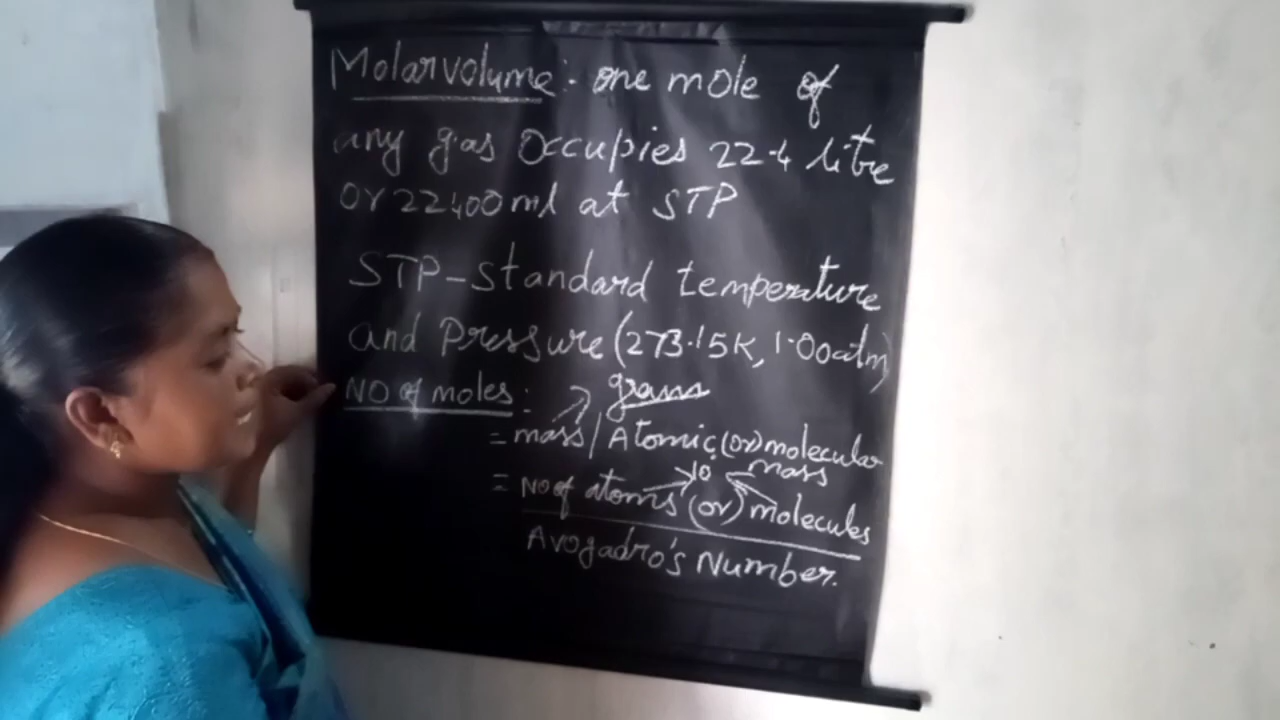 Molar volume:- one mole of
any gas occupies 22.4 litre
or 22400 ml at STP
STP-standard temperature
and Pressure (273.15K, 1.00atm)
NO of moles: grams
= mass / Atomic (or) molecular
mass
= NO of atoms (or) molecules
Avogadro's Number.